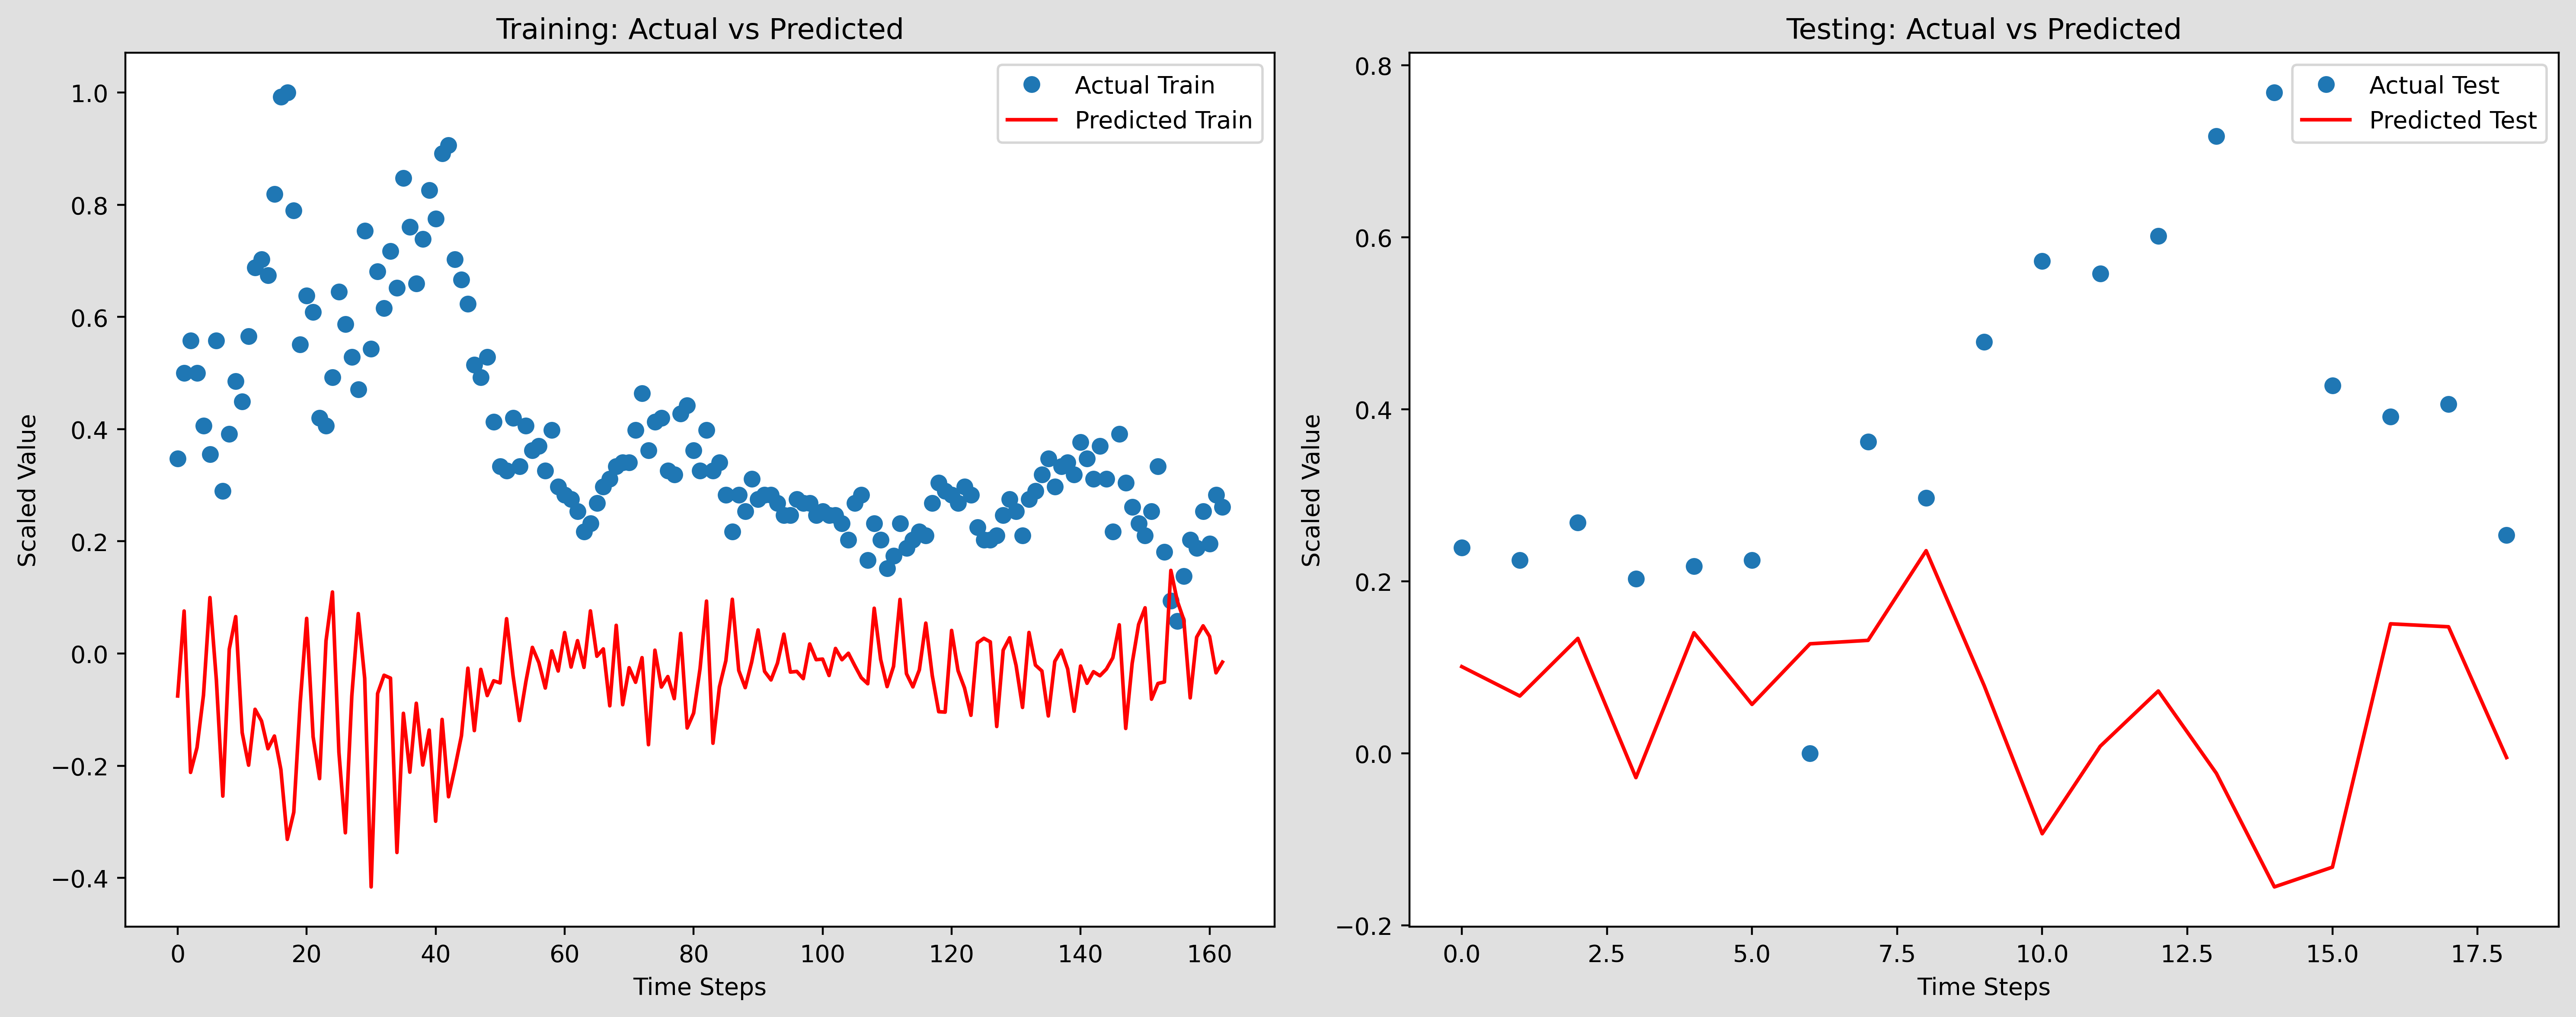 Training: Actual vs Predicted
Actual Train
Predicted Train
1.0
0.8
0.6
0.4
0.2
0.0
−0.2
−0.4
Scaled Value
0 20 40 60 80 100 120 140 160
Time Steps
Testing: Actual vs Predicted
Actual Test
Predicted Test
0.8
0.6
0.4
0.2
0.0
−0.2
Scaled Value
0.0 2.5 5.0 7.5 10.0 12.5 15.0 17.5
Time Steps